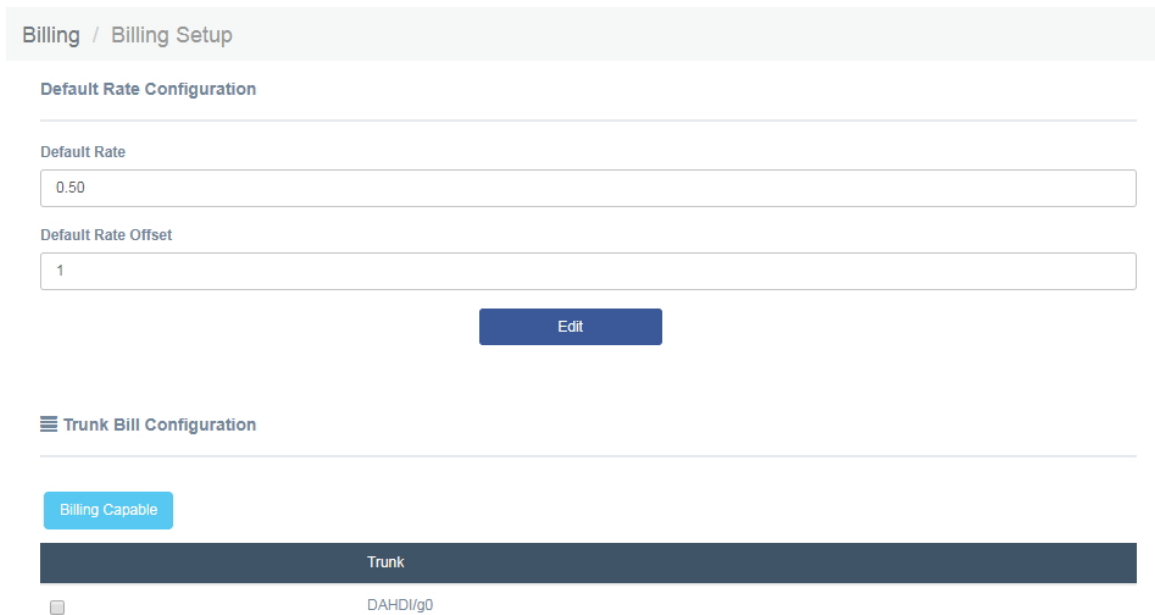 Billing / Billing Setup
Default Rate Configuration
Default Rate
0.50
Default Rate Offset
1
Edit
Trunk Bill Configuration
Billing Capable
Trunk
DAHDI/g0